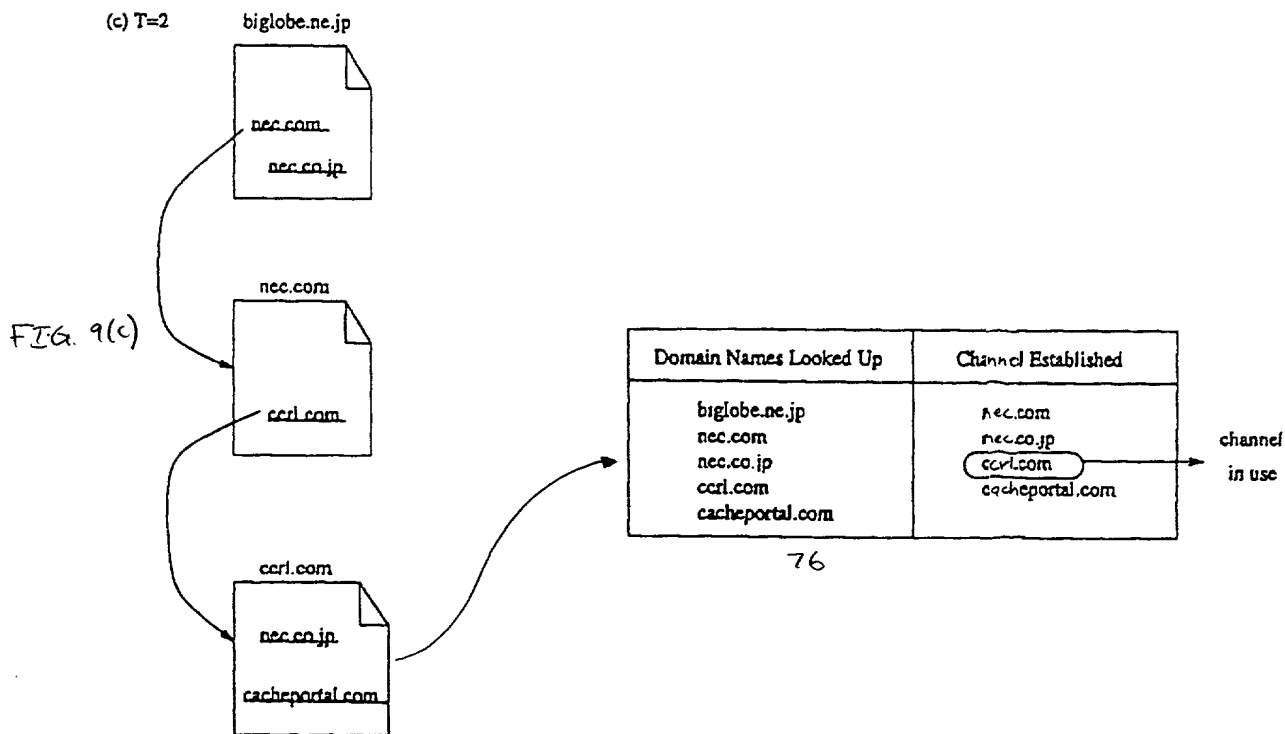 (c) T=2
biglobe.ne.jp
nec.com
nec.co.jp
nec.com
FIG. 9(c)
ccrl.com
ccrl.com
nec.co.jp
cacheportal.com
Domain Names Looked Up
Channel Established
biglobe.ne.jp
nec.com
nec.com
nec.co.jp
nec.co.jp
ccrl.com
ccrl.com
cacheportal.com
cacheportal.com
channel
in use
76